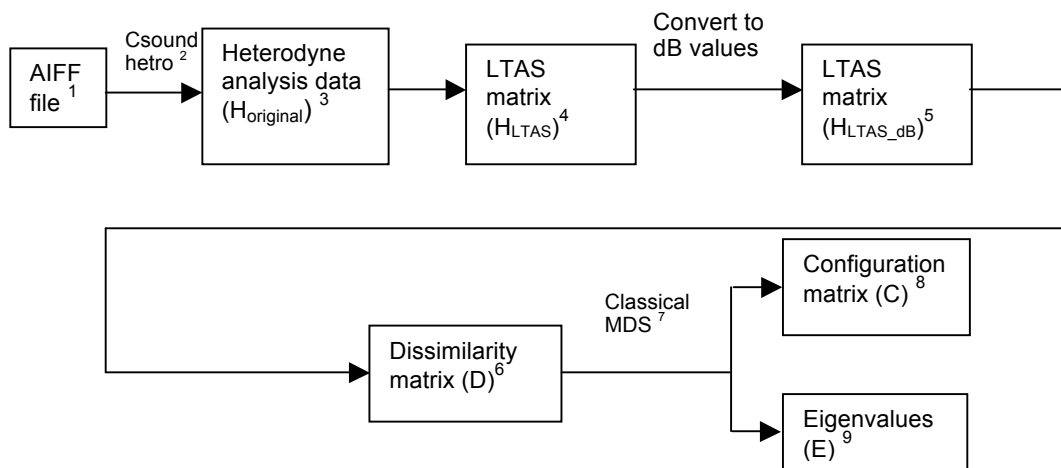 AIFF
file 1
Csound
hetro 2
Heterodyne
analysis data
(Horiginal) 3
LTAS
matrix
(HLTAS)4
Convert to
dB values
LTAS
matrix
(HLTAS_dB)5
Dissimilarity
matrix (D)6
Classical
MDS 7
Configuration
matrix (C) 8
Eigenvalues
(E) 9